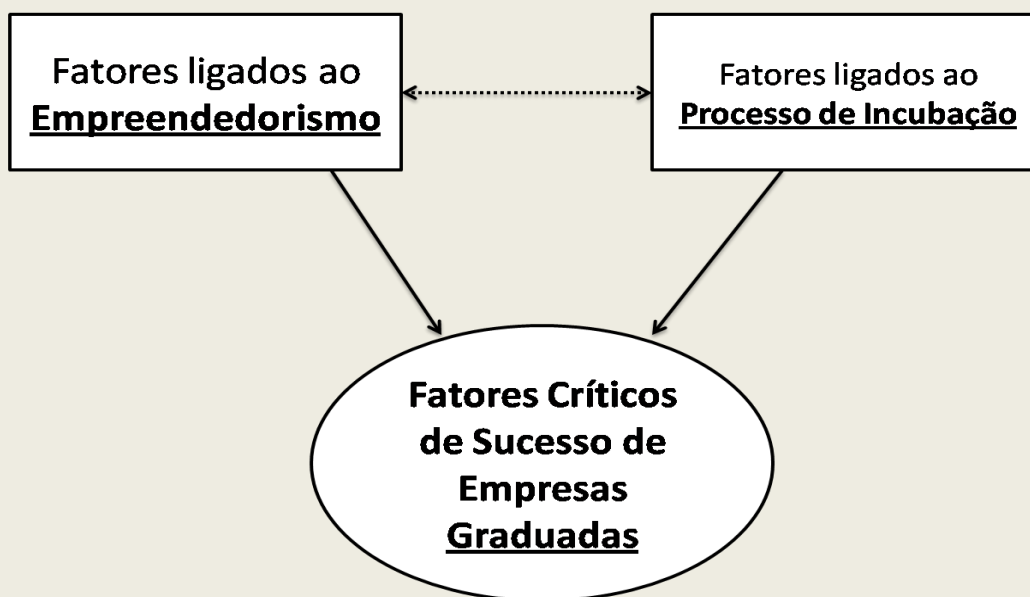 Fatores ligados ao
Empreendedorismo
Fatores ligados ao
Processo de Incubação
Fatores Críticos
de Sucesso de
Empresas
Graduadas